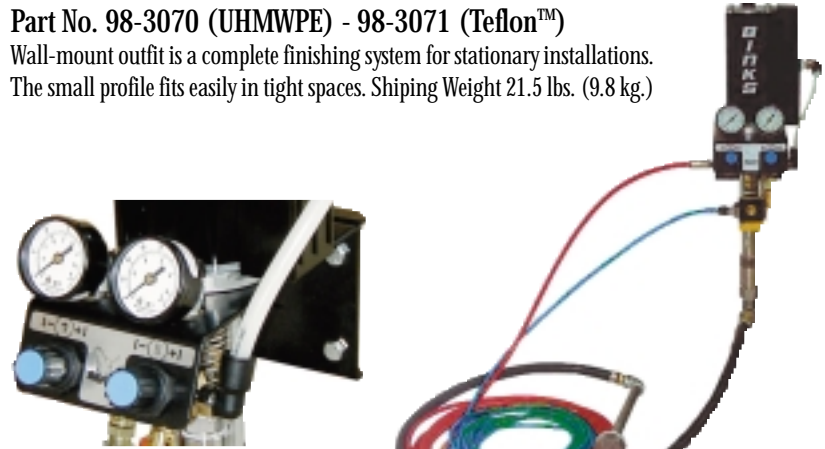 Part No. 98-3070 (UHMWPE) - 98-3071 (Teflon™)
Wall-mount outfit is a complete finishing system for stationary installations.
The small profile fits easily in tight spaces. Shiping Weight 21.5 lbs. (9.8 kg.)
BINKS